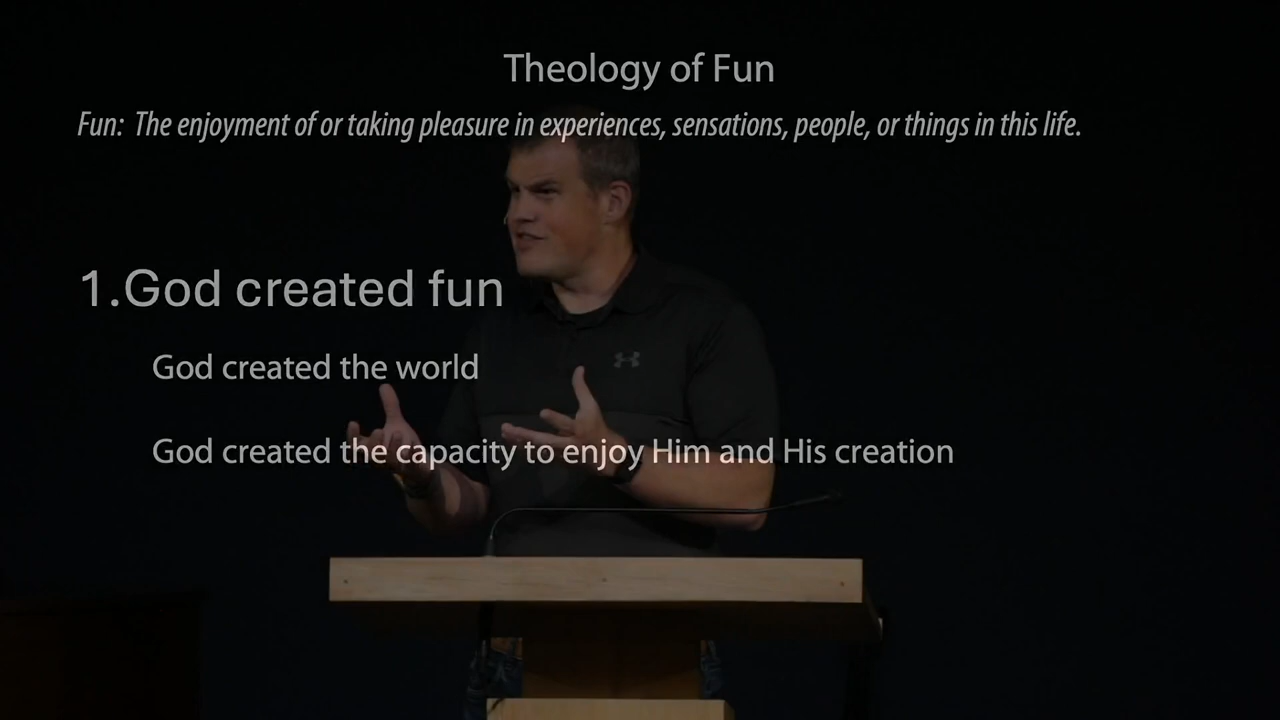 Theology of Fun
Fun: The enjoyment of or taking pleasure in experiences, sensations, people, or things in this life.
1.God created fun
God created the world
God created the capacity to enjoy Him and His creation